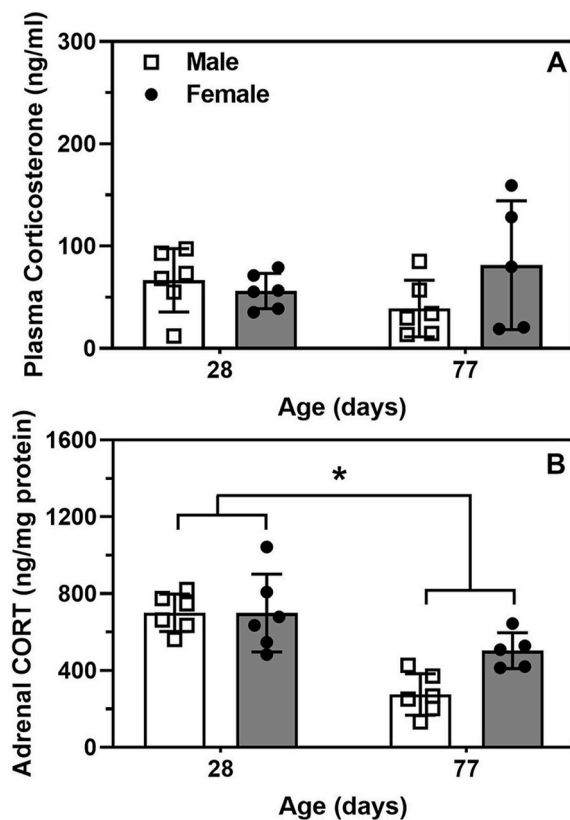 Plasma Corticosterone (ng/ml)
300
200
100
0
Male
Female
A
28
77
Age (days)
Adrenal CORT (ng/mg protein)
1600
1200
800
400
0
B
*
28
77
Age (days)